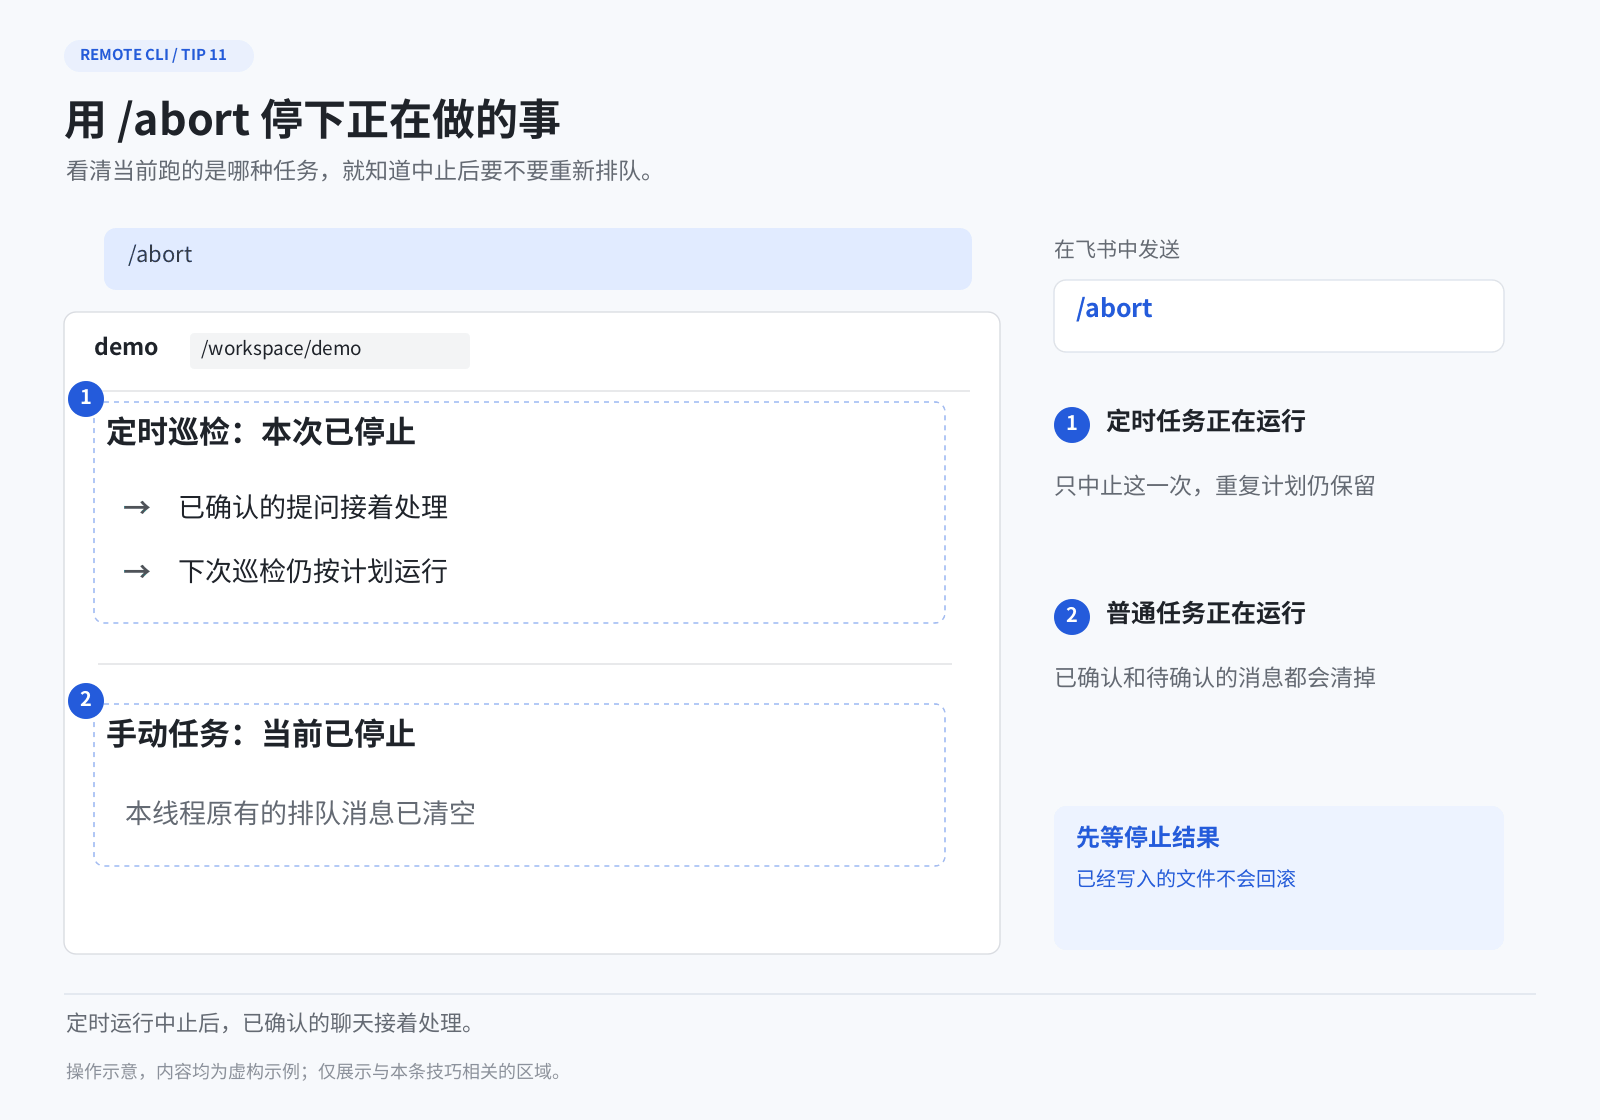 REMOTE CLI / TIP 11
用 /abort 停下正在做的事
看清当前跑的是哪种任务，就知道中止后要不要重新排队。
/abort
demo /workspace/demo
1
定时巡检：本次已停止
→ 已确认的提问接着处理
→ 下次巡检仍按计划运行
2
手动任务：当前已停止
本线程原有的排队消息已清空
在飞书中发送
/abort
1 定时任务正在运行
只中止这一次，重复计划仍保留
2 普通任务正在运行
已确认和待确认的消息都会清掉
先等停止结果
已经写入的文件不会回滚
定时运行中止后，已确认的聊天接着处理。
操作示意，内容均为虚构示例；仅展示与本条技巧相关的区域。